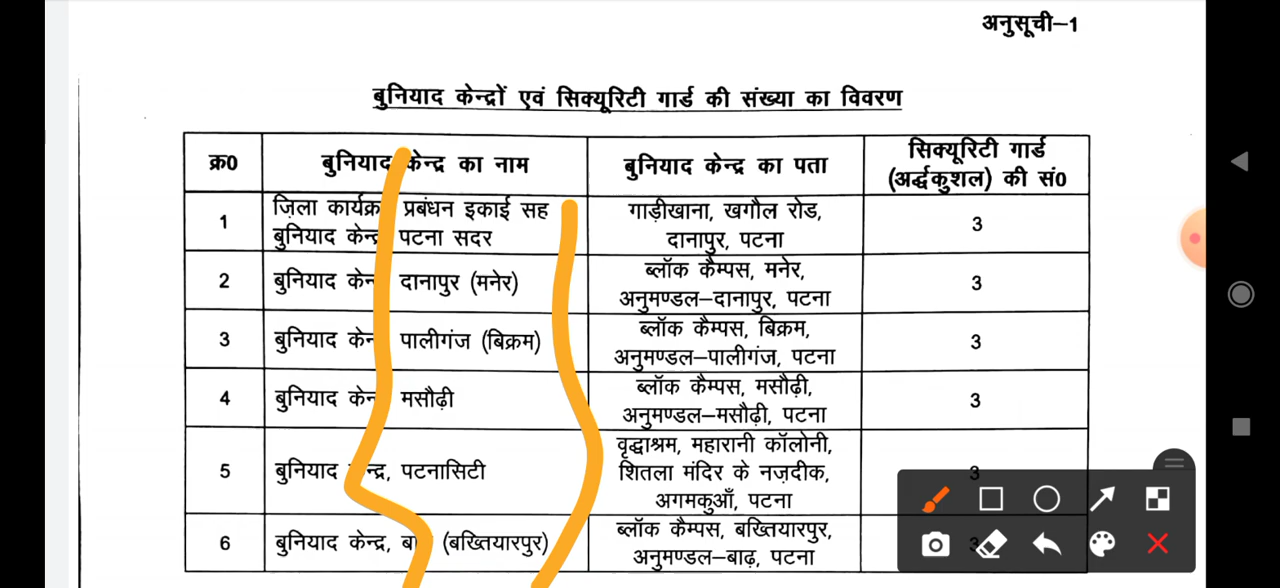 अनुसूची–1
बुनियाद केन्द्रों एवं सिक्यूरिटी गार्ड की संख्या का विवरण
क्र0 बुनियाद केन्द्र का नाम बुनियाद केन्द्र का पता सिक्यूरिटी गार्ड
(अर्द्धकुशल) की सं0
1 ज़िला कार्यक्र प्रबंधन इकाई सह गाड़ीखाना, खगौल रोड, 3
बुनियाद केन्द्र पटना सदर दानापुर, पटना
2 बुनियाद केन् दानापुर (मनेर) ब्लॉक कैम्पस, मनेर, 3
अनुमण्डल–दानापुर, पटना
3 बुनियाद केन् पालीगंज (बिक्रम) ब्लॉक कैम्पस, बिक्रम, 3
अनुमण्डल–पालीगंज, पटना
4 बुनियाद केन् मसौढ़ी ब्लॉक कैम्पस, मसौढ़ी, 3
अनुमण्डल–मसौढ़ी, पटना
5 बुनियाद न्द्र, पटनासिटी वृद्धाश्रम, महारानी कॉलोनी, 3
शितला मंदिर के नज़दीक,
अगमकुआँ, पटना
6 बुनियाद केन्द्र, (बख्तियारपुर) ब्लॉक कैम्पस, बख्तियारपुर, 3
अनुमण्डल–बाढ़, पटना